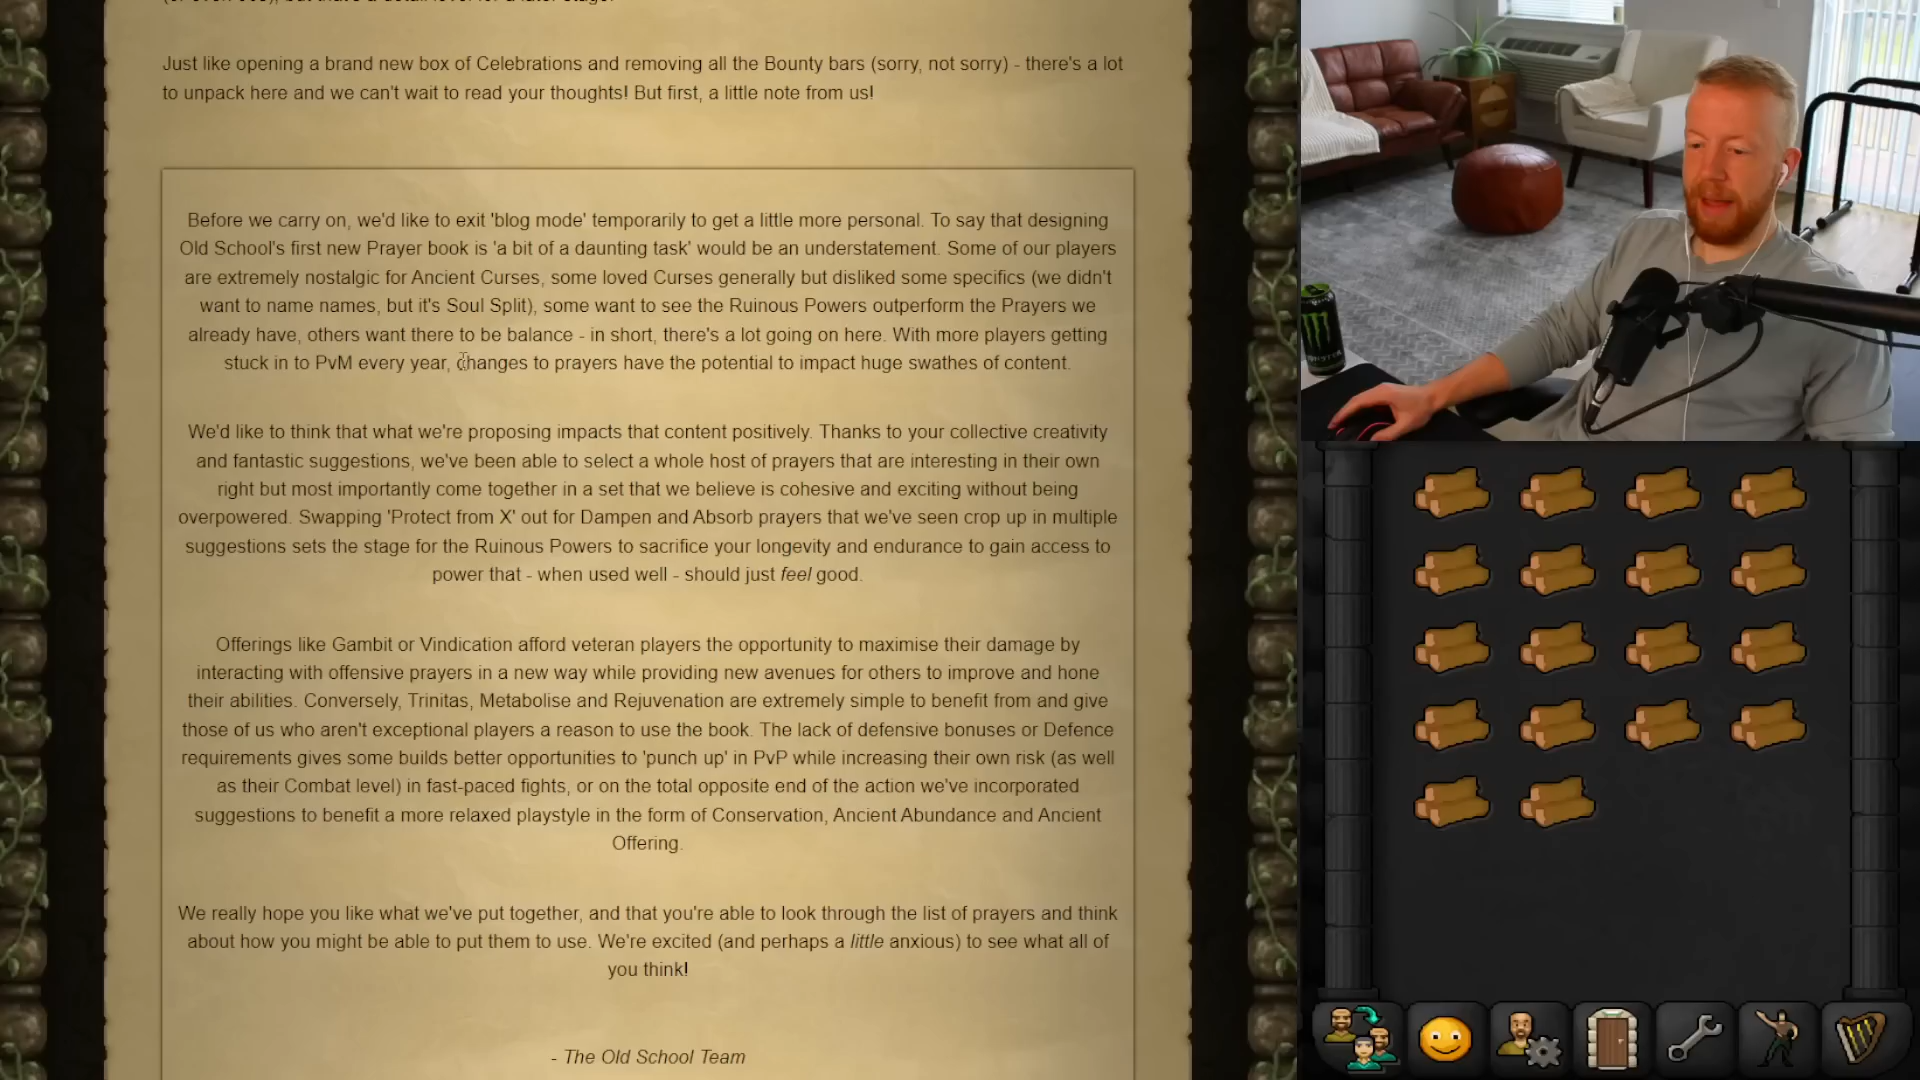 Just like opening a brand new box of Celebrations and removing all the Bounty bars (sorry, not sorry) - there's a lot
to unpack here and we can't wait to read your thoughts! But first, a little note from us!
Before we carry on, we'd like to exit 'blog mode' temporarily to get a little more personal. To say that designing
Old School's first new Prayer book is 'a bit of a daunting task' would be an understatement. Some of our players
are extremely nostalgic for Ancient Curses, some loved Curses generally but disliked some specifics (we didn't
want to name names, but it's Soul Split), some want to see the Ruinous Powers outperform the Prayers we
already have, others want there to be balance - in short, there's a lot going on here. With more players getting
stuck in to PvM every year, changes to prayers have the potential to impact huge swathes of content.
We'd like to think that what we're proposing impacts that content positively. Thanks to your collective creativity
and fantastic suggestions, we've been able to select a whole host of prayers that are interesting in their own
right but most importantly come together in a set that we believe is cohesive and exciting without being
overpowered. Swapping 'Protect from X' out for Dampen and Absorb prayers that we've seen crop up in multiple
suggestions sets the stage for the Ruinous Powers to sacrifice your longevity and endurance to gain access to
power that - when used well - should just feel good.
Offerings like Gambit or Vindication afford veteran players the opportunity to maximise their damage by
interacting with offensive prayers in a new way while providing new avenues for others to improve and hone
their abilities. Conversely, Trinitas, Metabolise and Rejuvenation are extremely simple to benefit from and give
those of us who aren't exceptional players a reason to use the book. The lack of defensive bonuses or Defence
requirements gives some builds better opportunities to 'punch up' in PvP while increasing their own risk (as well
as their Combat level) in fast-paced fights, or on the total opposite end of the action we've incorporated
suggestions to benefit a more relaxed playstyle in the form of Conservation, Ancient Abundance and Ancient
Offering.
We really hope you like what we've put together, and that you're able to look through the list of prayers and think
about how you might be able to put them to use. We're excited (and perhaps a little anxious) to see what all of
you think!
- The Old School Team